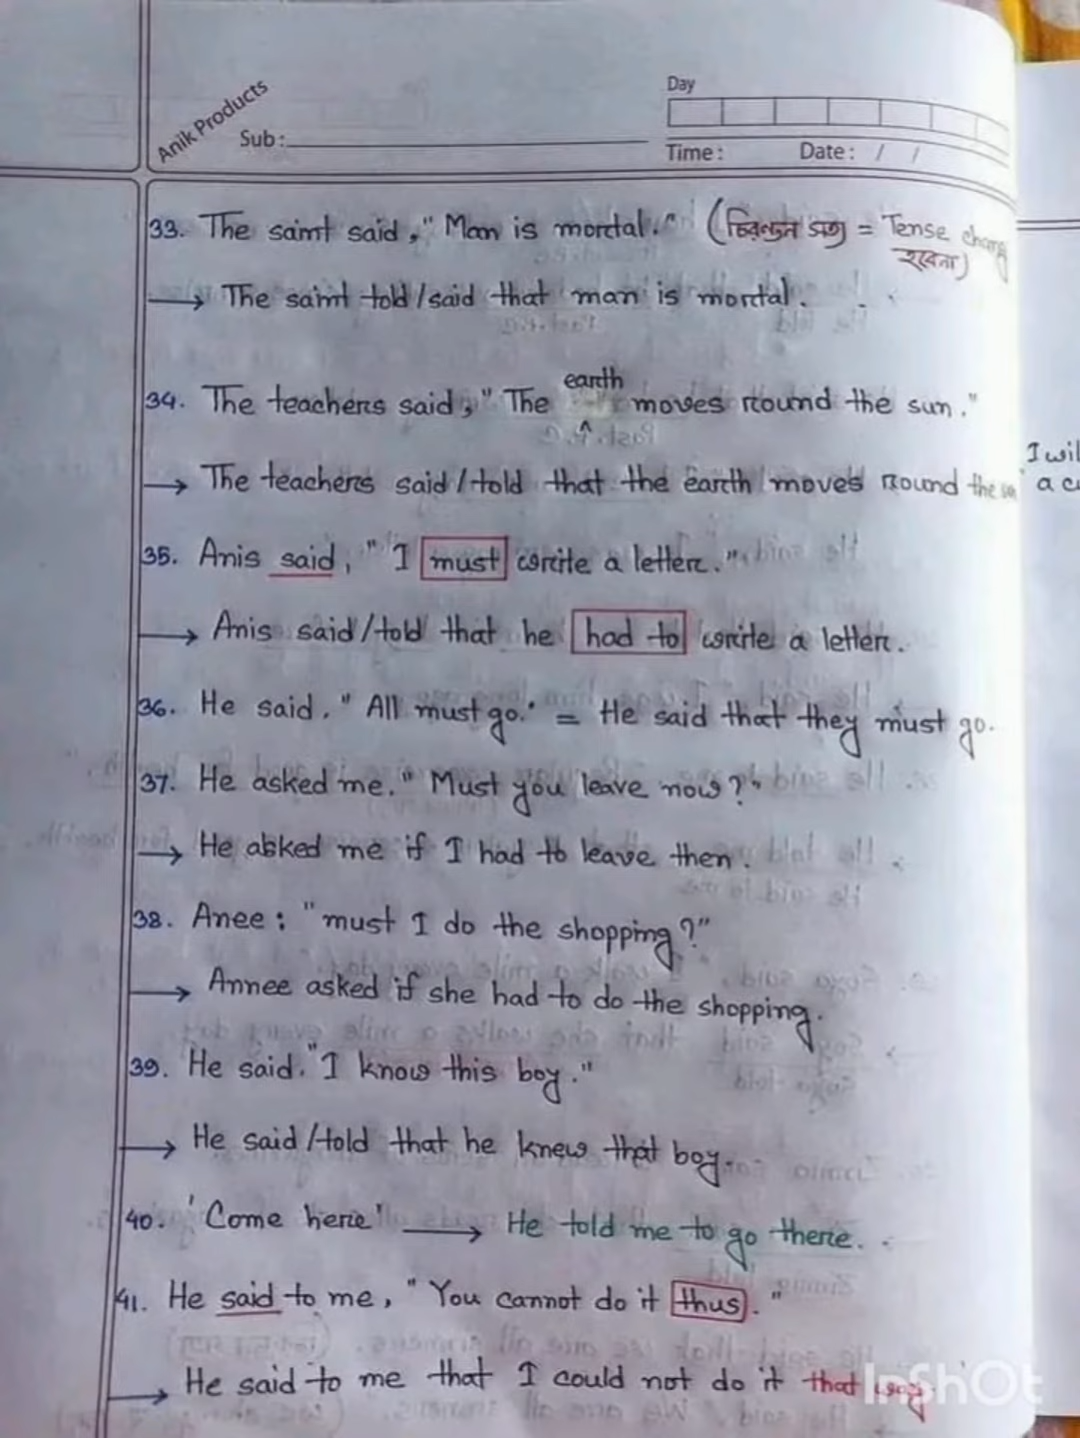 Anik Products
Sub:
Day
Time: Date: / /
33. The saint said, "Man is mortal." (চিরন্তন সত্য = Tense chang
হবেনা)
→ The saint told/said that man is mortal.
34. The teachers said, "The earth moves round the sun."
→ The teachers said/told that the earth moves round the
I wil
a c
35. Anis said, "I must write a letter."
→ Anis said/told that he had to write a letter.
36. He said. "All must go." = He said that they must go.
37. He asked me. "Must you leave now?"
→ He asked me if I had to leave then.
38. Anee: "must I do the shopping?"
→ Annee asked if she had to do the shopping.
39. He said. "I know this boy."
→ He said/told that he knew that boy.
40. 'Come here' → He told me to go there.
41. He said to me, "You cannot do it thus."
→ He said to me that I could not do it that way
InShOt